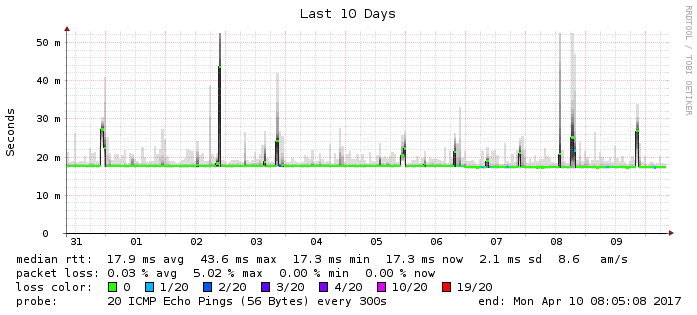 Last 10 Days
RRDTOOL / TOBI OETIKER
Seconds
50 m
40 m
30 m
20 m
10 m
0
31 01 02 03 04 05 06 07 08 09
median rtt: 17.9 ms avg 43.6 ms max 17.3 ms min 17.3 ms now 2.1 ms sd 8.6 am/s
packet loss: 0.03 % avg 5.02 % max 0.00 % min 0.00 % now
loss color: 0 1/20 2/20 3/20 4/20 10/20 19/20
probe: 20 ICMP Echo Pings (56 Bytes) every 300s end: Mon Apr 10 08:05:08 2017